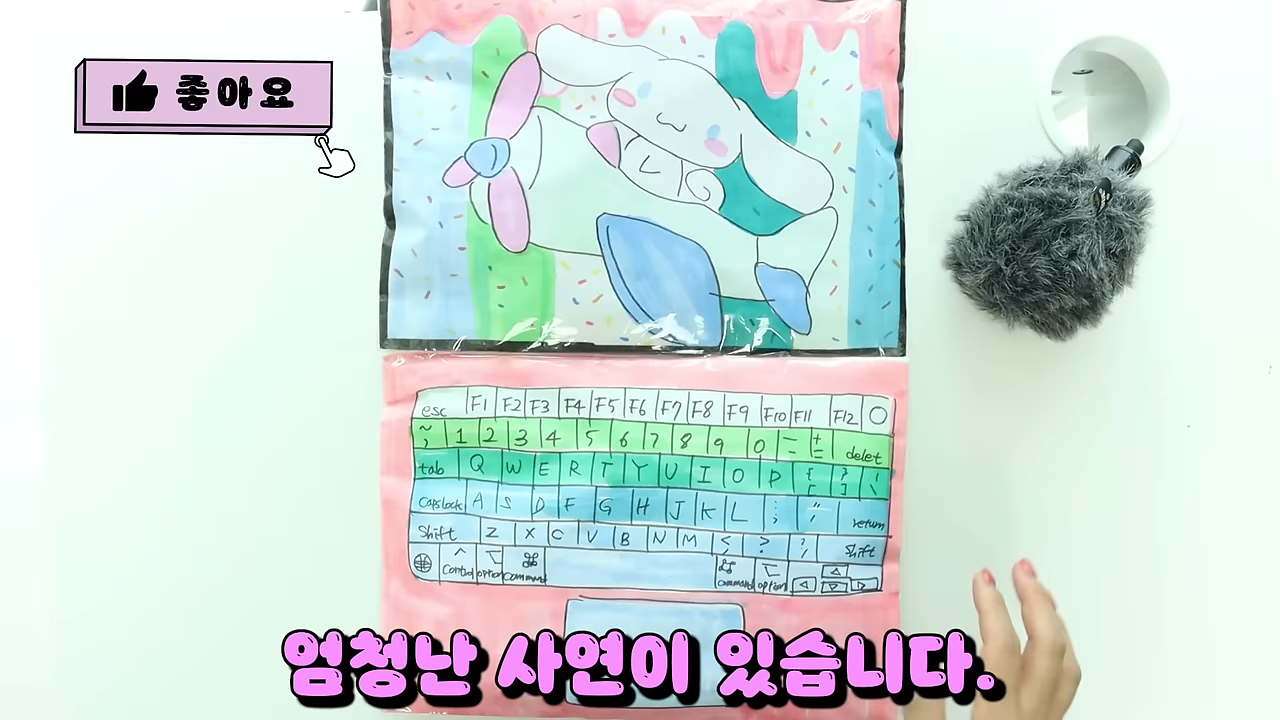 좋아요
esc F1 F2 F3 F4 F5 F6 F7 F8 F9 F10 F11 F12
~ ; 1 2 3 4 5 6 7 8 9 0 - + = delet
tab Q W E R T Y U I O P { [ } ] ¦ \
Capslock A S D F G H J K L : ; " ' return
Shift Z X C V B N M < , ? ? , shift
^ control option ⌘ command ⌘ command option
엄청난 사연이 있습니다.